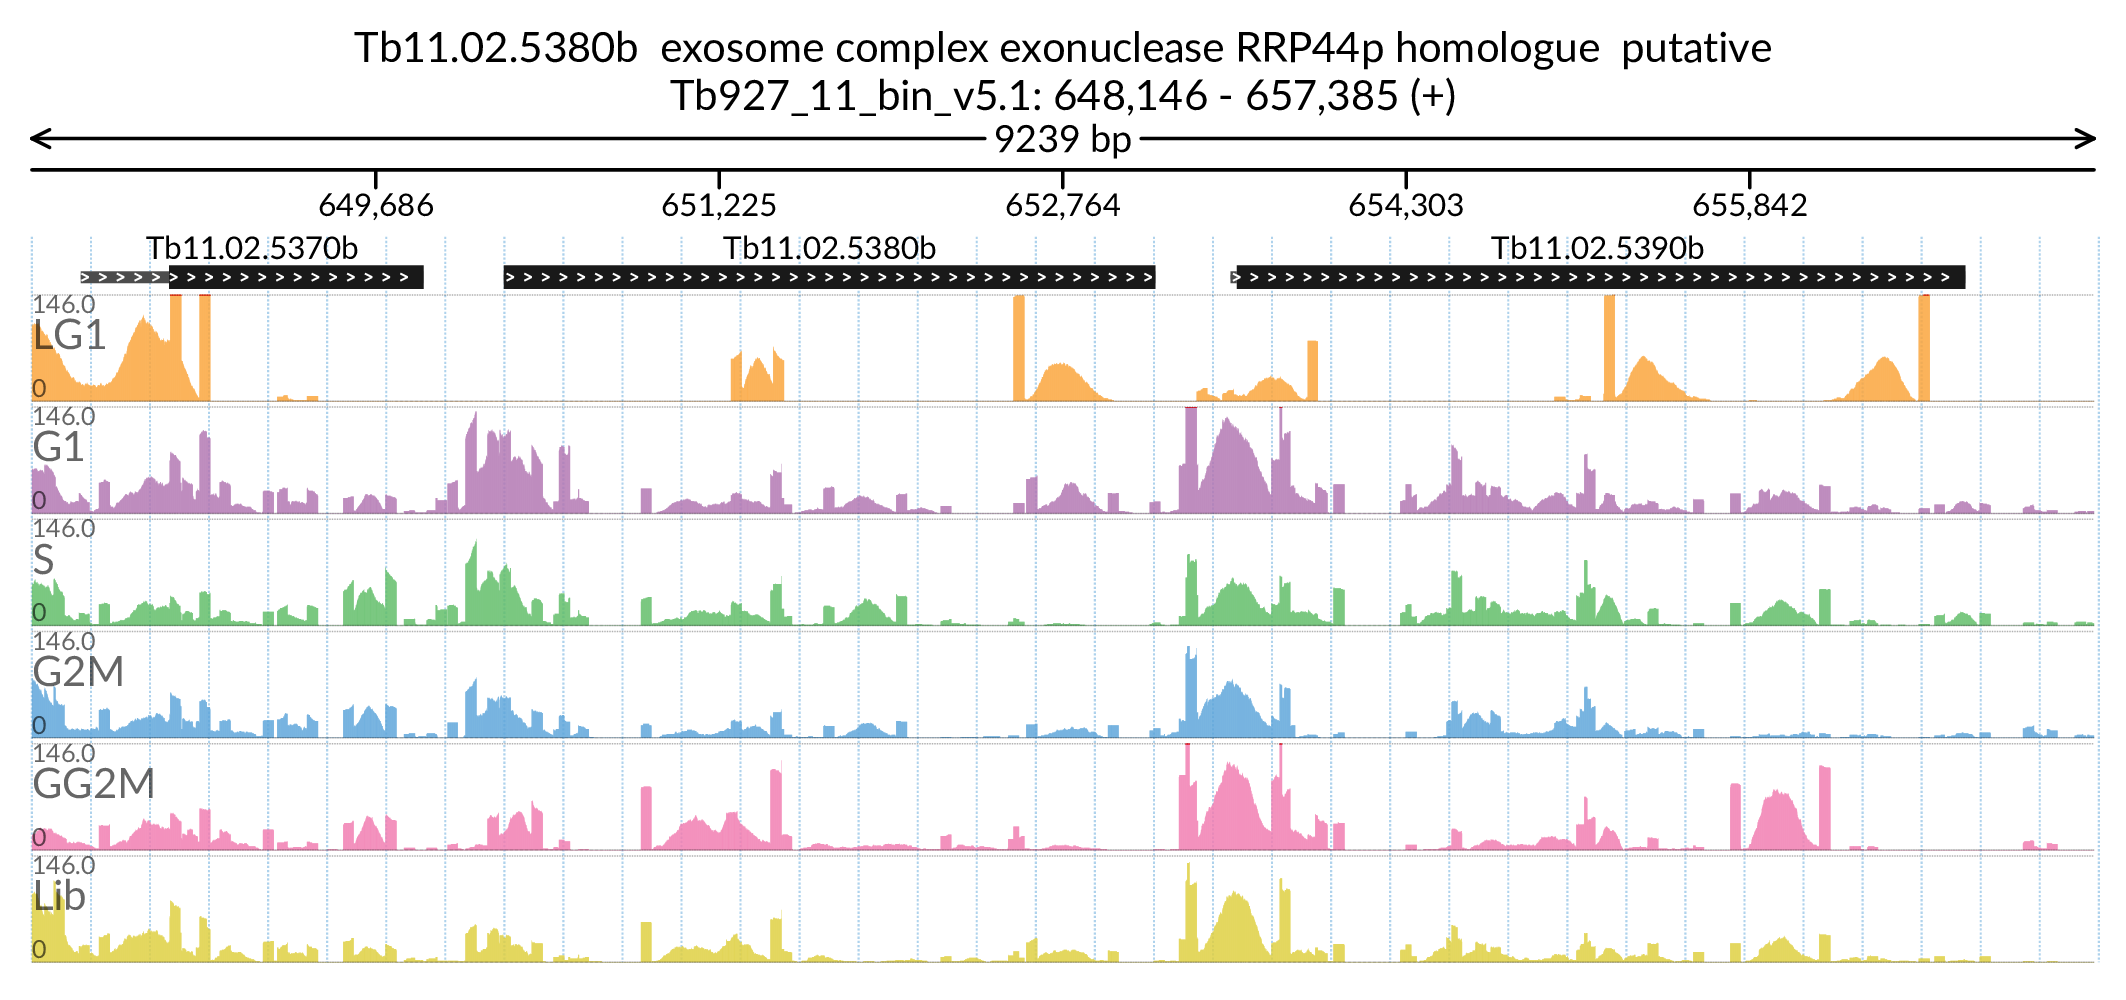 Tb11.02.5380b  exosome complex exonuclease RRP44p homologue  putative
Tb927_11_bin_v5.1: 648,146 - 657,385 (+)
9239 bp
649,686 651,225 652,764 654,303 655,842
Tb11.02.5370b Tb11.02.5380b Tb11.02.5390b
146.0
LG1
0
146.0
G1
0
146.0
S
0
146.0
G2M
0
146.0
GG2M
0
146.0
Lib
0